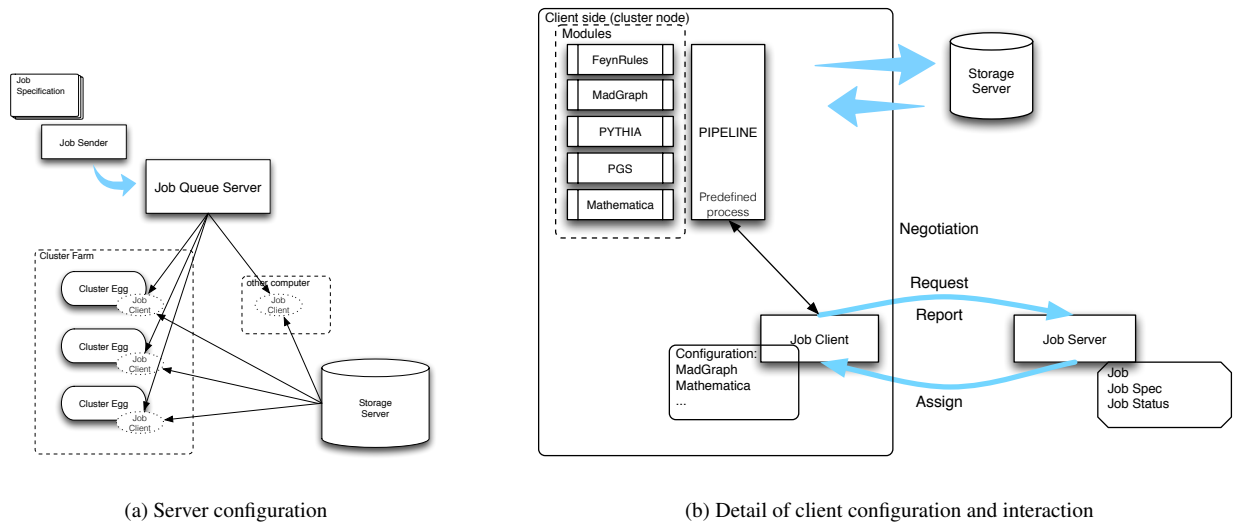 Job
Specification
Job Sender
Job Queue Server
Cluster Farm
Cluster Egg
Job
Client
Cluster Egg
Job
Client
Cluster Egg
Job
Client
other computer
Job
Client
Storage
Server
(a) Server configuration
Client side (cluster node)
Modules
FeynRules
MadGraph
PYTHIA
PGS
Mathematica
PIPELINE
Predefined
process
Storage
Server
Negotiation
Request
Report
Job Client
Configuration:
MadGraph
Mathematica
...
Job Server
Job
Job Spec
Job Status
Assign
(b) Detail of client configuration and interaction